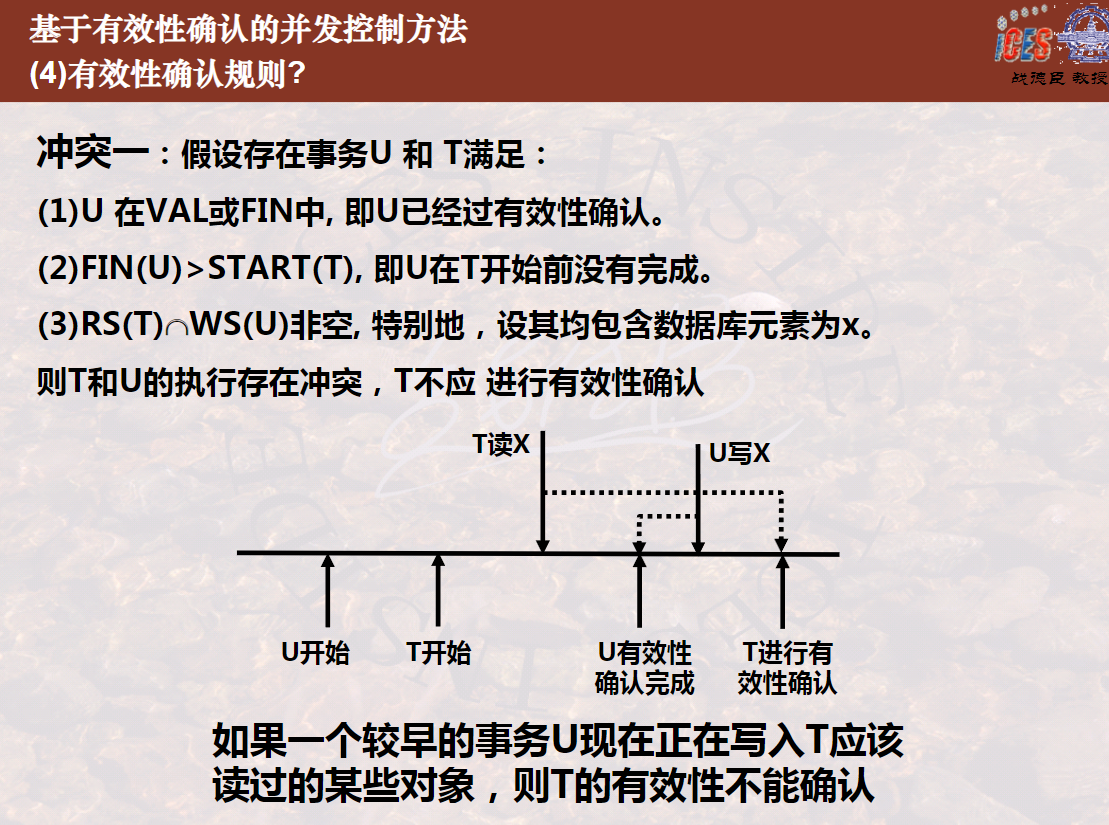 基于有效性确认的并发控制方法
(4)有效性确认规则?
iCES
战德臣 教授
冲突一：假设存在事务U 和 T满足：
(1)U 在VAL或FIN中, 即U已经过有效性确认。
(2)FIN(U)>START(T), 即U在T开始前没有完成。
(3)RS(T)∩WS(U)非空, 特别地，设其均包含数据库元素为x。
则T和U的执行存在冲突，T不应 进行有效性确认
T读X
U写X
U开始
T开始
U有效性
确认完成
T进行有
效性确认
如果一个较早的事务U现在正在写入T应该
读过的某些对象，则T的有效性不能确认